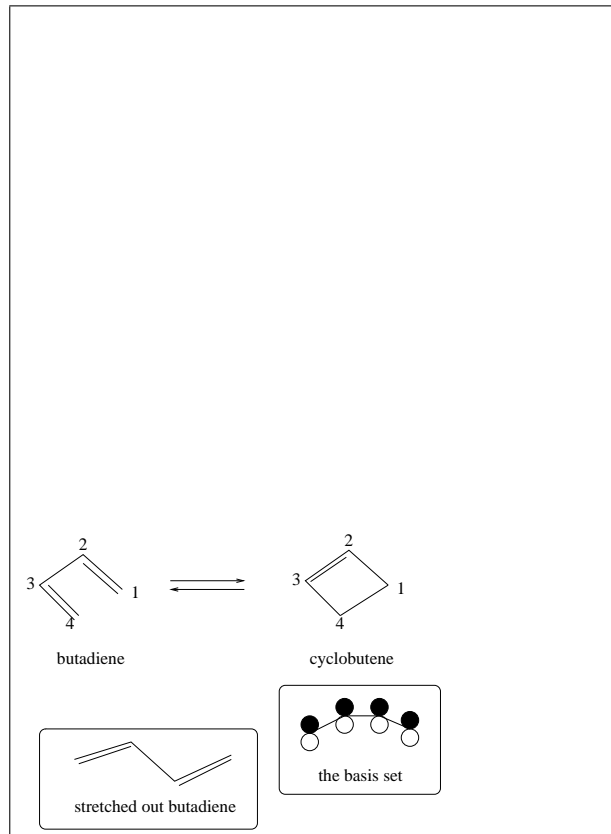 2
3
1
4
butadiene
2
3
1
4
cyclobutene
the basis set
stretched out butadiene